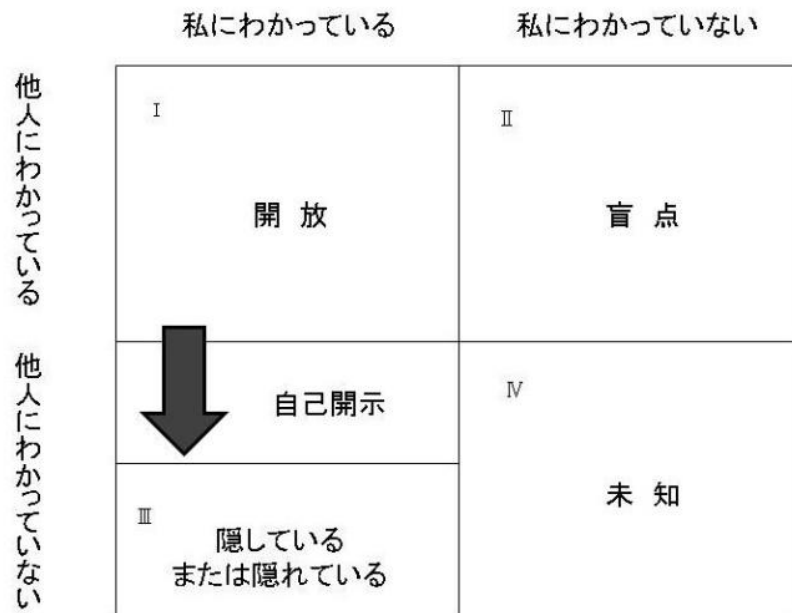 私にわかっている
私にわかっていない
他人にわかっている
Ⅰ
開 放
Ⅱ
盲 点
他人にわかっていない
自己開示
Ⅲ
隠している
または隠れている
Ⅳ
未 知